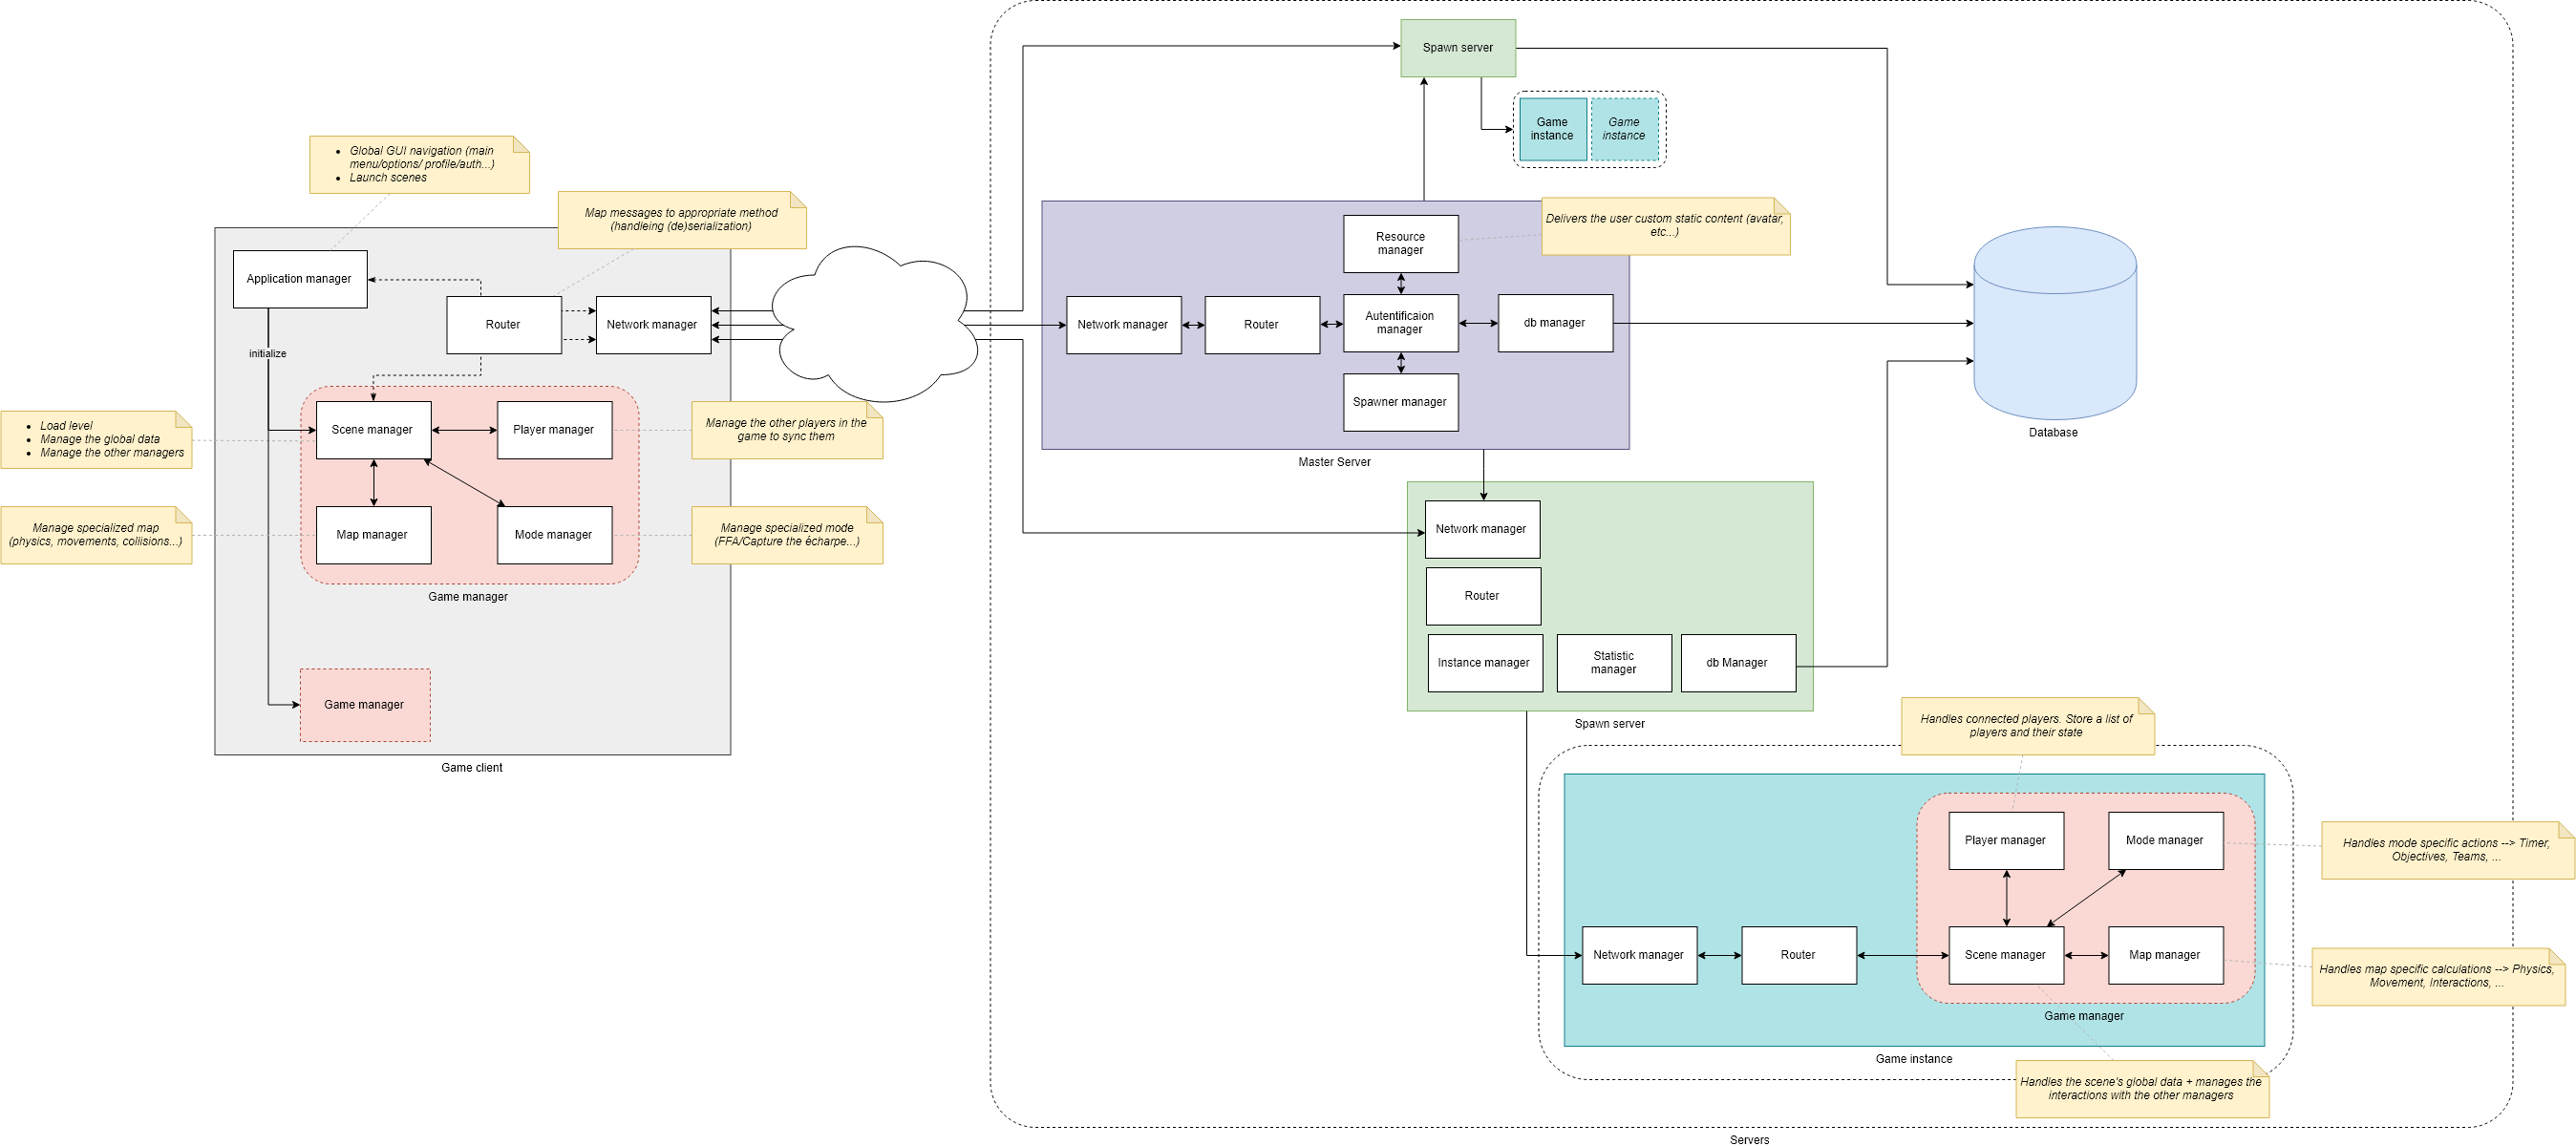 Spawn server
Game
instance
Game
instance
Global GUI navigation (main
menu/options/ profile/auth...)
Launch scenes
Map messages to appropriate method
(handleing (de)serialization)
Delivers the user custom static content (avatar,
etc...)
Application manager
Router
Network manager
initialize
Scene manager
Player manager
Map manager
Mode manager
Game manager
Load level
Manage the global data
Manage the other managers
Manage the other players in the
game to sync them
Manage specialized map
(physics, movements, collisions...)
Manage specialized mode
(FFA/Capture the écharpe...)
Game manager
Game client
Resource
manager
Network manager
Router
Autentificaion
manager
db manager
Spawner manager
Master Server
Database
Network manager
Router
Instance manager
Statistic
manager
db Manager
Spawn server
Handles connected players. Store a list of
players and their state
Player manager
Mode manager
Handles mode specific actions --> Timer,
Objectives, Teams, ...
Network manager
Router
Scene manager
Map manager
Handles map specific calculations --> Physics,
Movement, Interactions, ...
Game manager
Game instance
Handles the scene's global data + manages the
interactions with the other managers
Servers